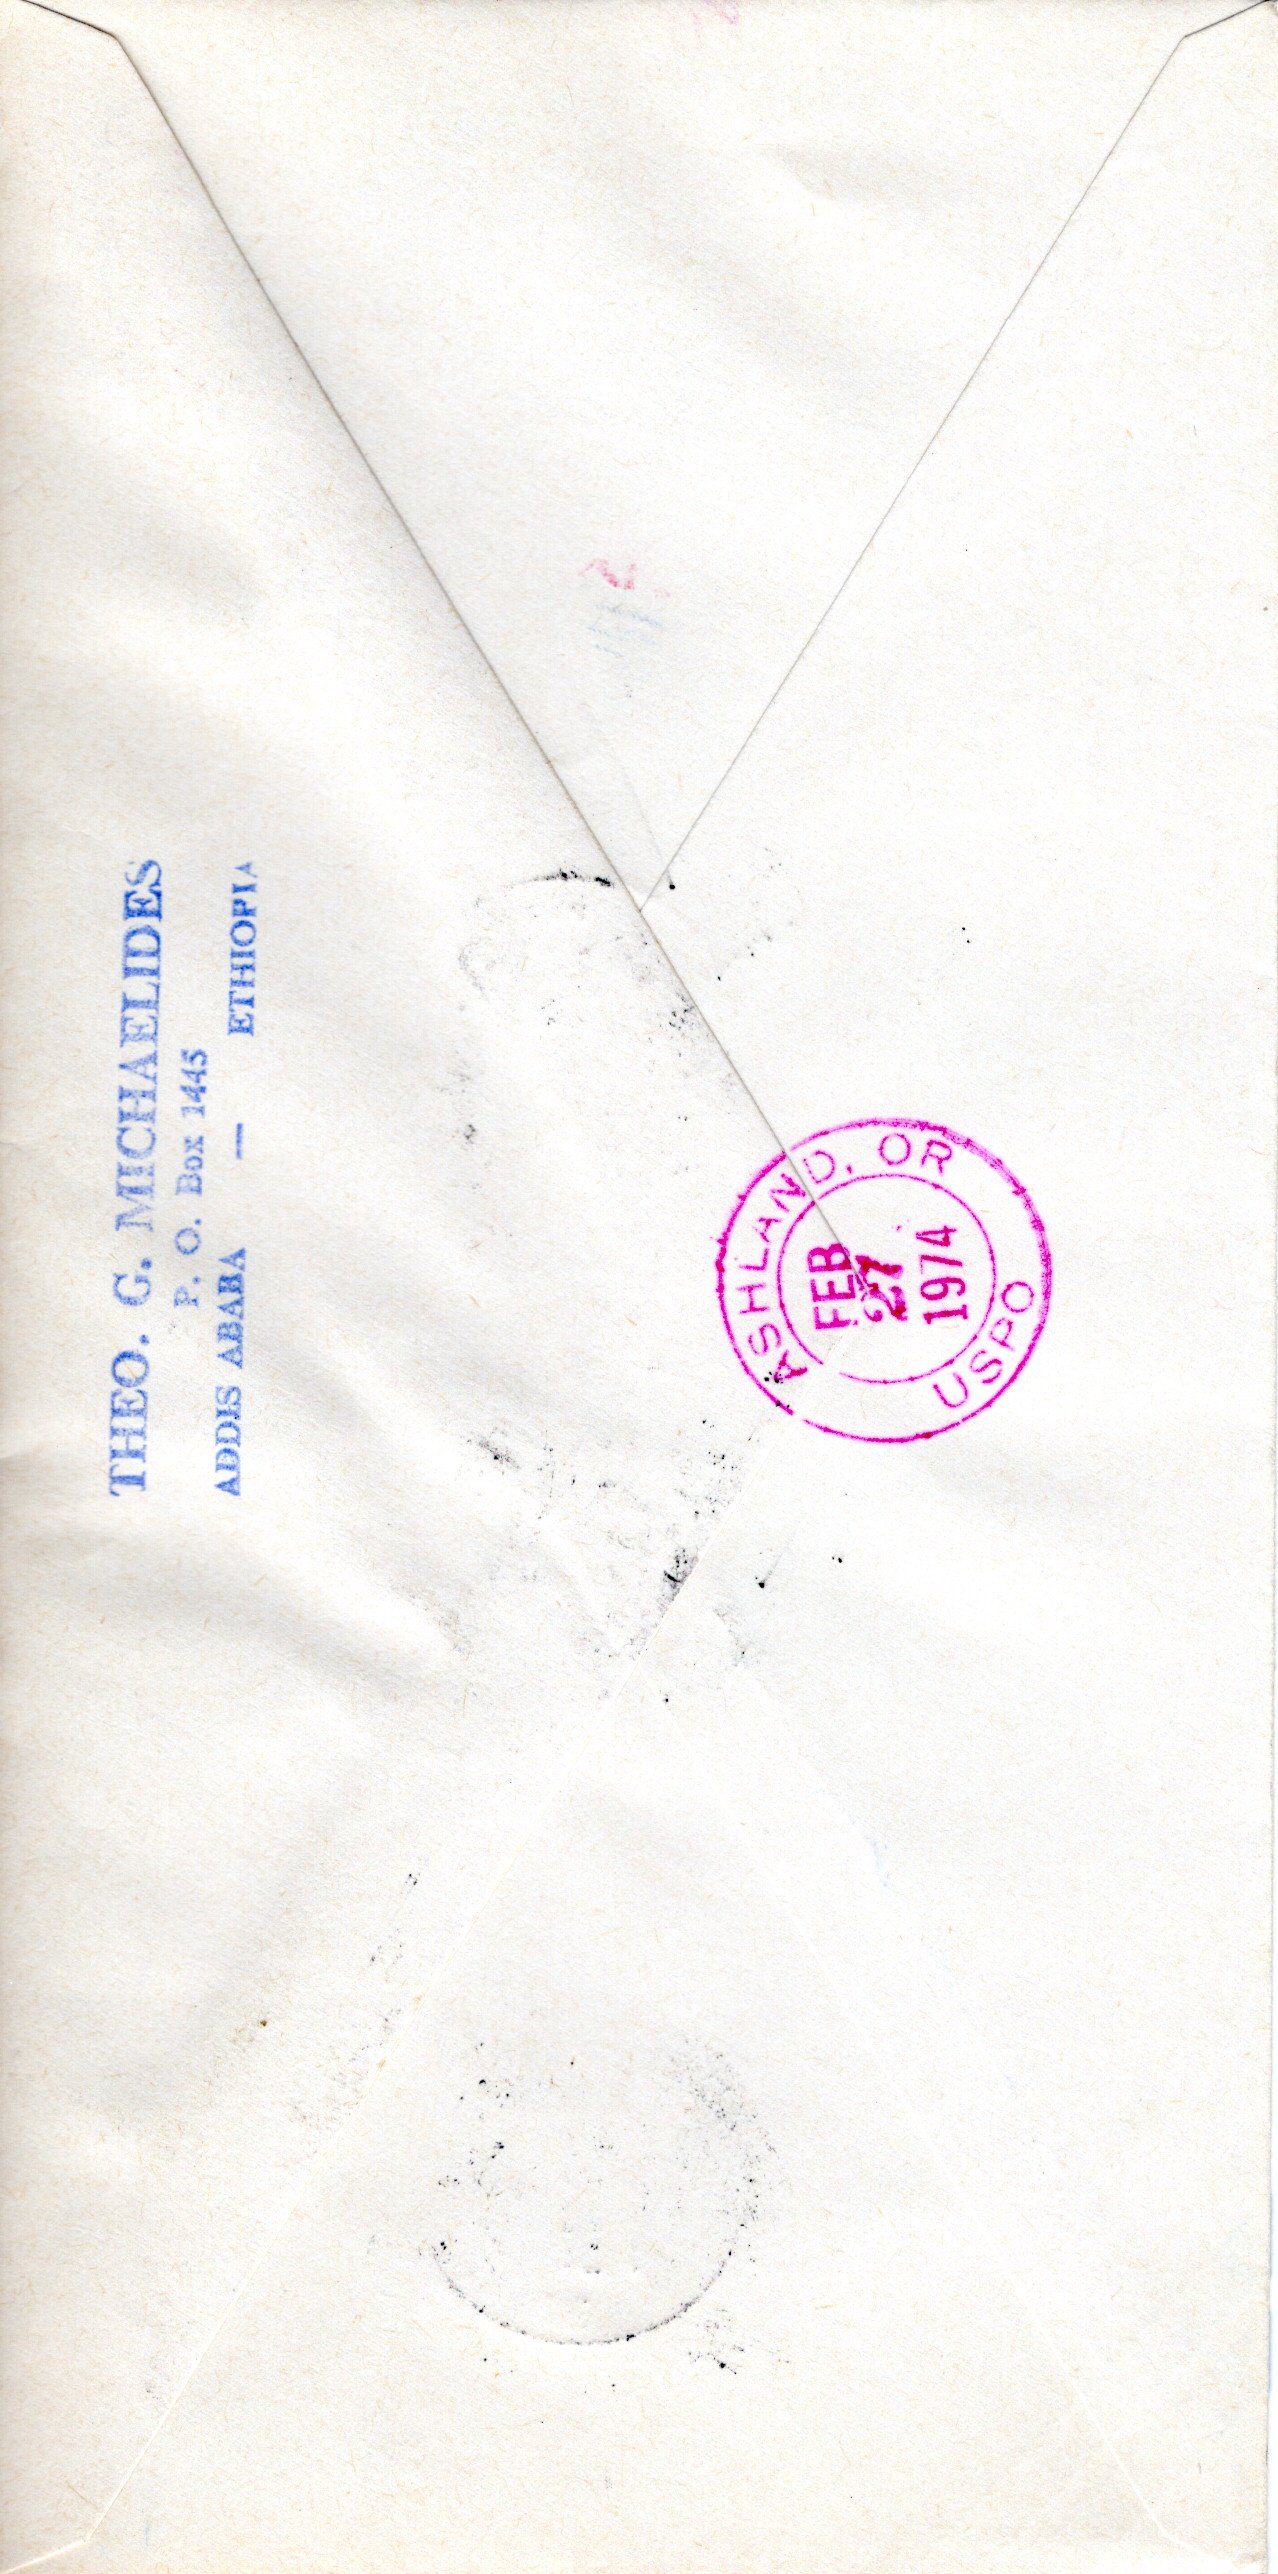 THEO. G. MICHAELIDES
P. O. Box 1445
ADDIS ABABA — ETHIOPIA
ASHLAND, OR
FEB
27
1974
USPO